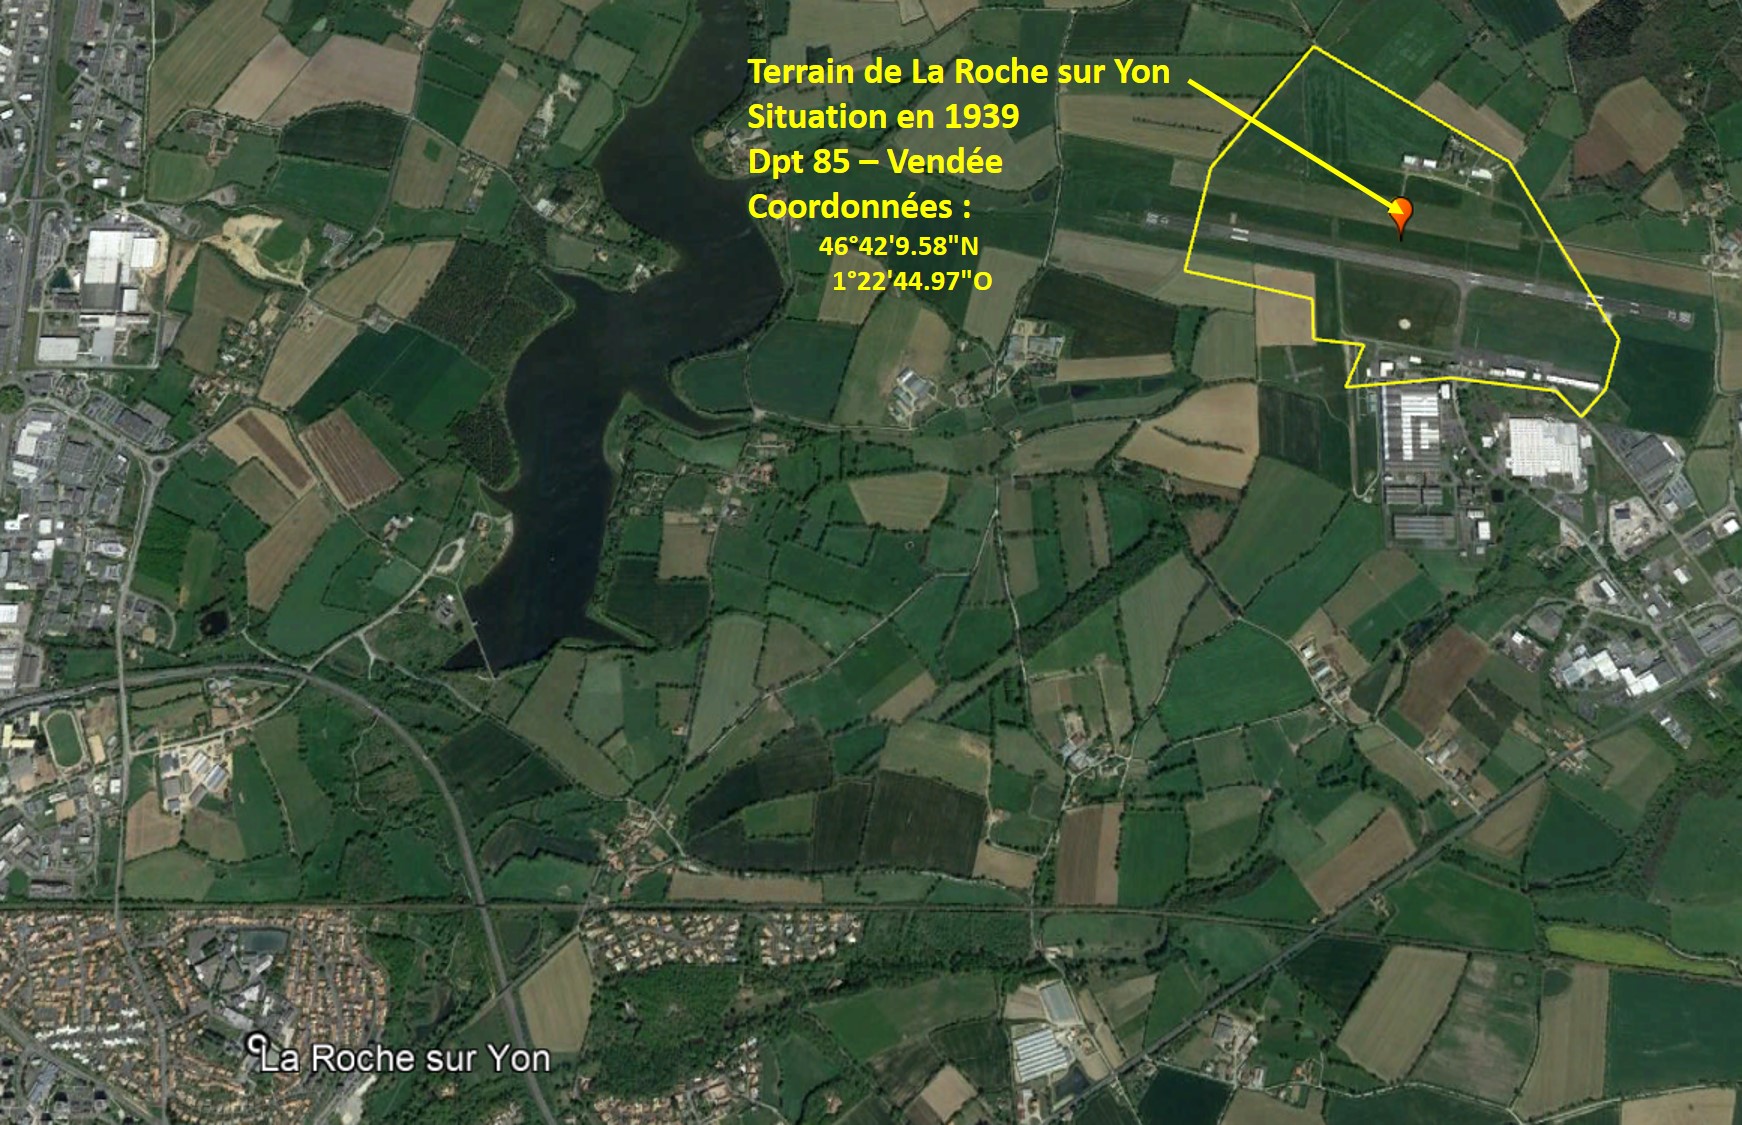 Terrain de La Roche sur Yon
Situation en 1939
Dpt 85 – Vendée
Coordonnées :
46°42'9.58"N
1°22'44.97"O
La Roche sur Yon